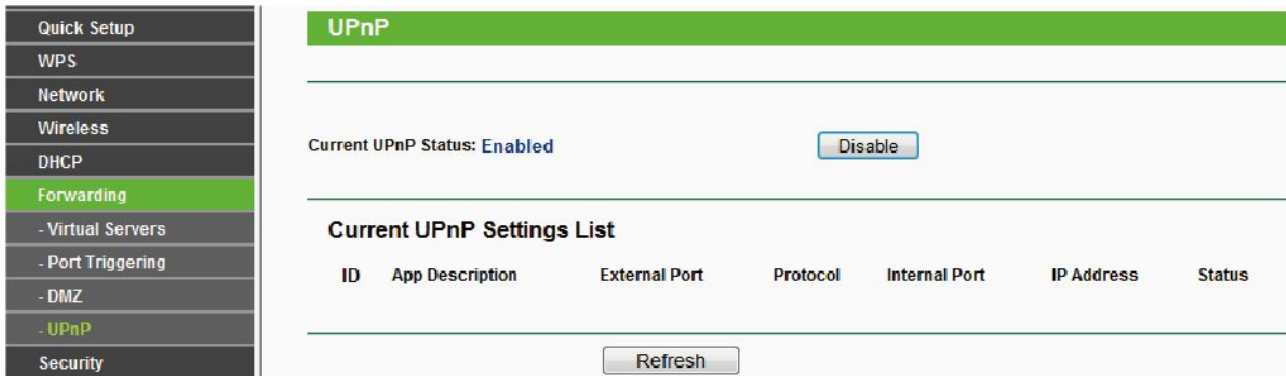 Quick Setup
WPS
Network
Wireless
DHCP
Forwarding
- Virtual Servers
- Port Triggering
- DMZ
- UPnP
Security
UPnP
Current UPnP Status: Enabled Disable
Current UPnP Settings List
ID App Description External Port Protocol Internal Port IP Address Status
Refresh